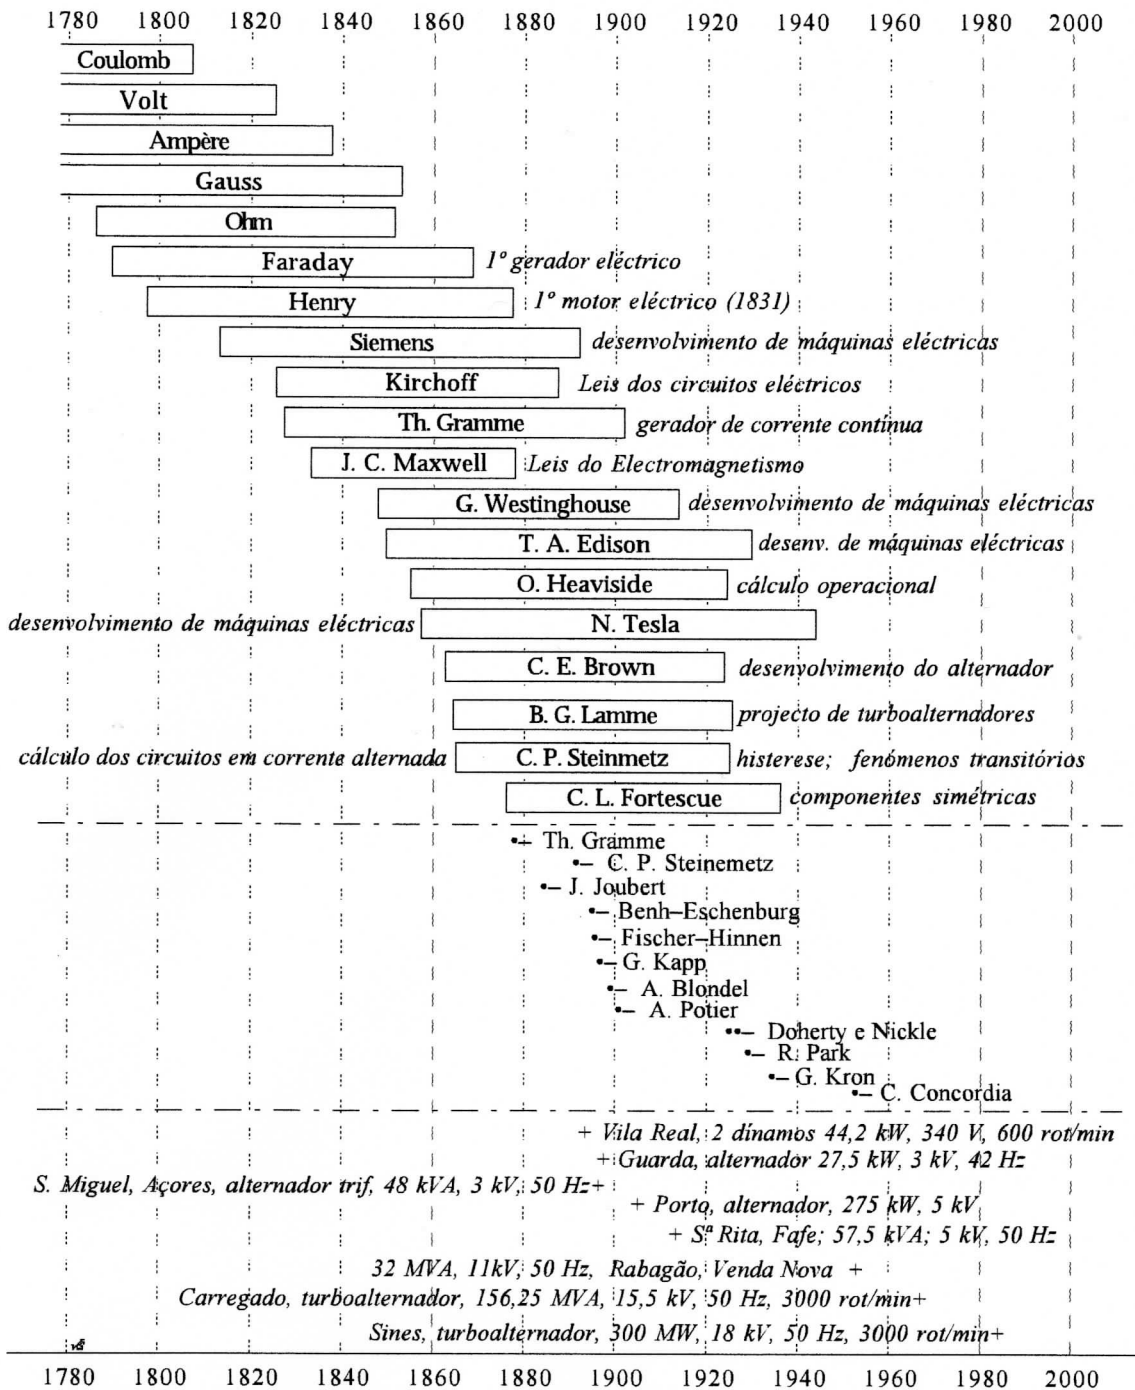 1780 1800 1820 1840 1860 1880 1900 1920 1940 1960 1980 2000
Coulomb
Volt
Ampère
Gauss
Ohm
Faraday 1º gerador eléctrico
Henry 1º motor eléctrico (1831)
Siemens desenvolvimento de máquinas eléctricas
Kirchoff Leis dos circuitos eléctricos
Th. Gramme gerador de corrente contínua
J. C. Maxwell Leis do Electromagnetismo
G. Westinghouse desenvolvimento de máquinas eléctricas
T. A. Edison desenv. de máquinas eléctricas
O. Heaviside cálculo operacional
desenvolvimento de máquinas eléctricas N. Tesla
C. E. Brown desenvolvimento do alternador
B. G. Lamme projecto de turboalternadores
cálculo dos circuitos em corrente alternada C. P. Steinmetz histerese; fenómenos transitórios
C. L. Fortescue componentes simétricas
Th. Gramme
C. P. Steinemetz
J. Joubert
Benh–Eschenburg
Fischer–Hinnen
G. Kapp
A. Blondel
A. Potier
Doherty e Nickle
R. Park
G. Kron
C. Concordia
+ Vila Real, 2 dínamos 44,2 kW, 340 V, 600 rot/min
+ Guarda, alternador 27,5 kW, 3 kV, 42 Hz
S. Miguel, Açores, alternador trif, 48 kVA, 3 kV, 50 Hz+
+ Porto, alternador, 275 kW, 5 kV
+ Sª Rita, Fafe; 57,5 kVA; 5 kV, 50 Hz
32 MVA, 11kV, 50 Hz, Rabagão, Venda Nova +
Carregado, turboalternador, 156,25 MVA, 15,5 kV, 50 Hz, 3000 rot/min+
Sines, turboalternador, 300 MW, 18 kV, 50 Hz, 3000 rot/min+
1780 1800 1820 1840 1860 1880 1900 1920 1940 1960 1980 2000